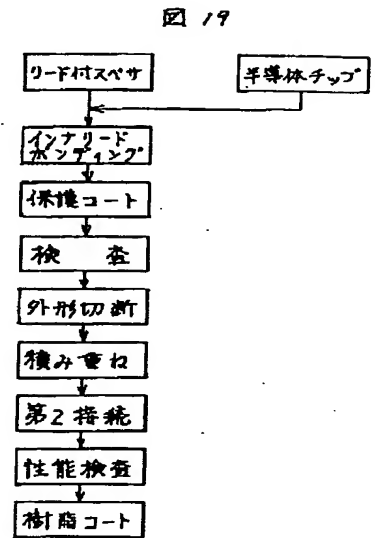 図 19
リード付スペサ
半導体チップ
インナリード
ボンディング
保護コート
検 査
外形切断
積み重ね
第2接続
性能検査
樹脂コート